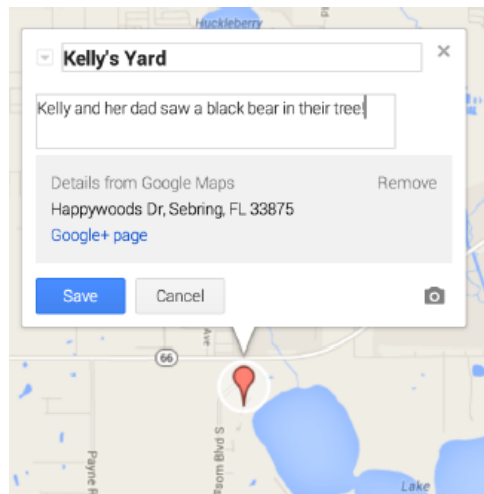 Huckleberry
Kelly's Yard
Kelly and her dad saw a black bear in their tree!
Details from Google Maps
Remove
Happywoods Dr, Sebring, FL 33875
Google+ page
Save
Cancel
Ave
66
Payne
Blvd S
Lake